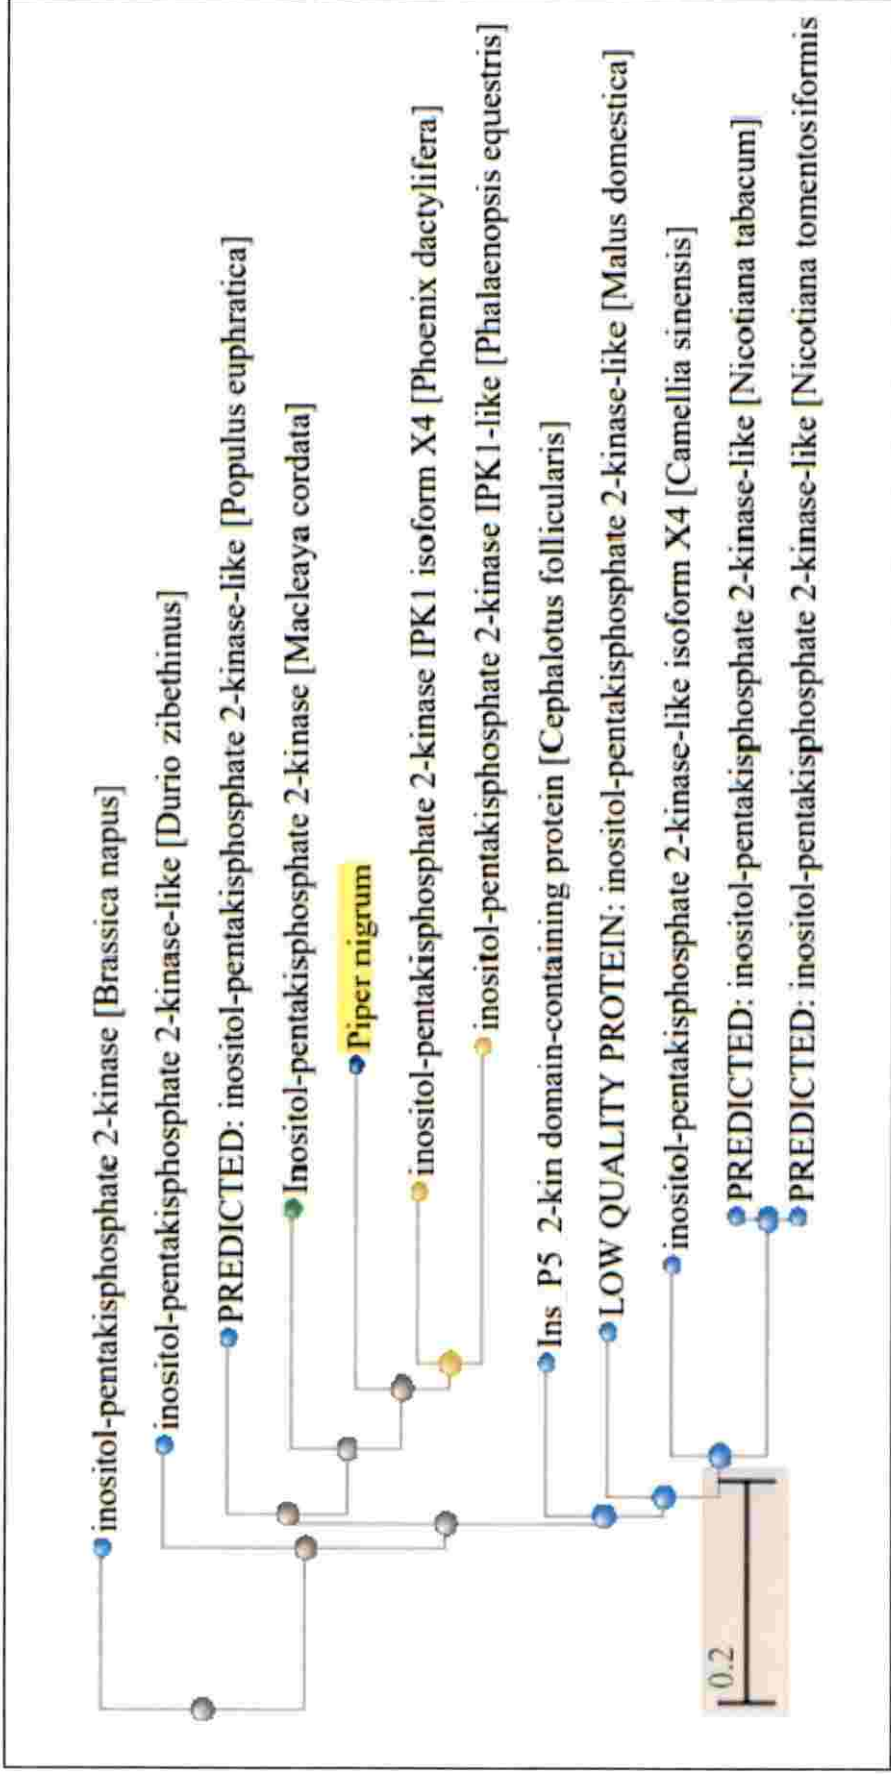 inositol-pentakisphosphate 2-kinase [Brassica napus]
inositol-pentakisphosphate 2-kinase-like [Durio zibethinus]
PREDICTED: inositol-pentakisphosphate 2-kinase-like [Populus euphratica]
Inositol-pentakisphosphate 2-kinase [Macleaya cordata]
Piper nigrum
inositol-pentakisphosphate 2-kinase IPK1 isoform X4 [Phoenix dactylifera]
inositol-pentakisphosphate 2-kinase IPK1-like [Phalaenopsis equestris]
Ins P5 2-kin domain-containing protein [Cephalotus follicularis]
LOW QUALITY PROTEIN: inositol-pentakisphosphate 2-kinase-like [Malus domestica]
inositol-pentakisphosphate 2-kinase-like isoform X4 [Camellia sinensis]
PREDICTED: inositol-pentakisphosphate 2-kinase-like [Nicotiana tabacum]
PREDICTED: inositol-pentakisphosphate 2-kinase-like [Nicotiana tomentosiformis
0.2